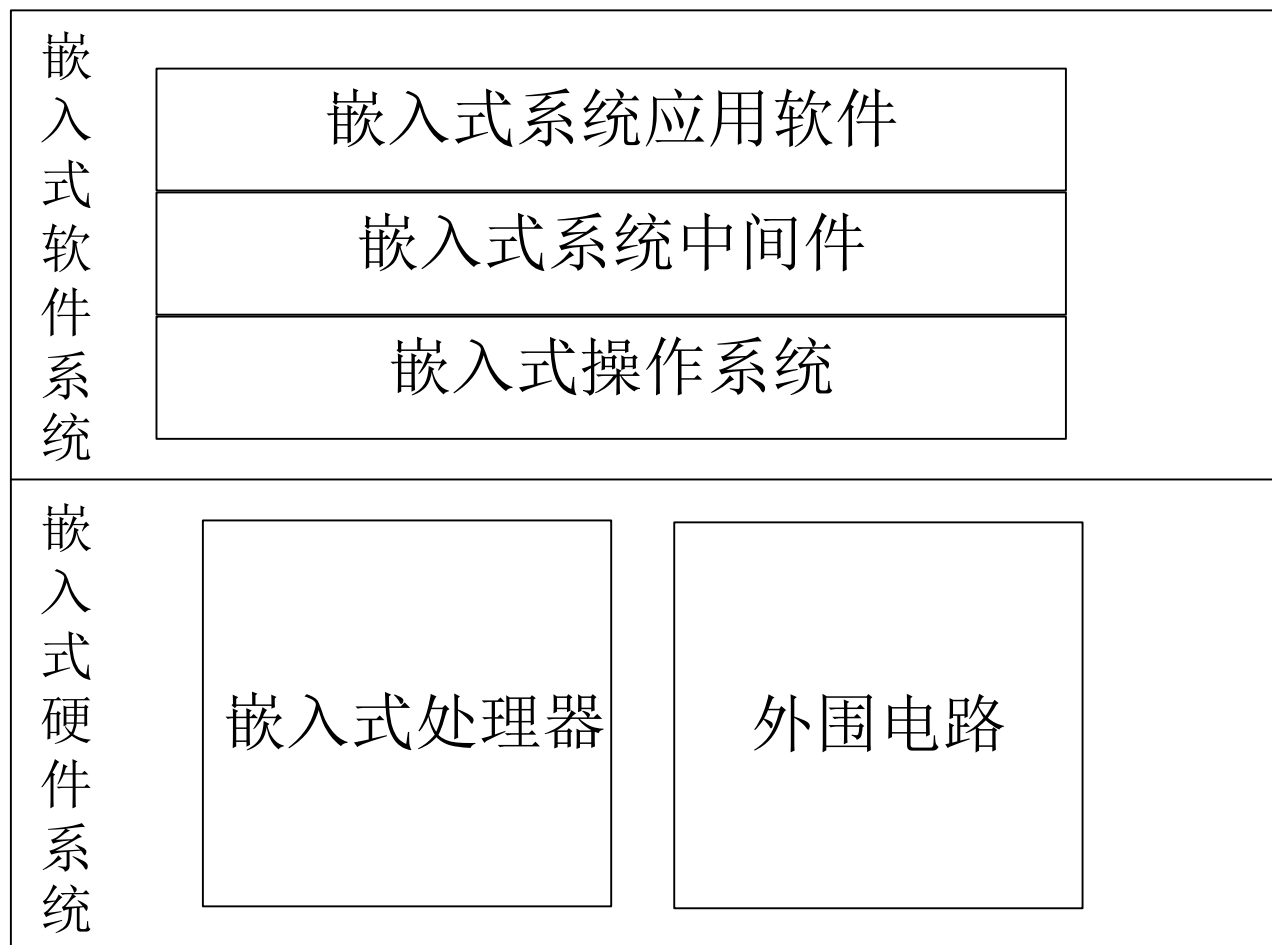 嵌入式软件系统
嵌入式系统应用软件
嵌入式系统中间件
嵌入式操作系统
嵌入式硬件系统
嵌入式处理器
外围电路